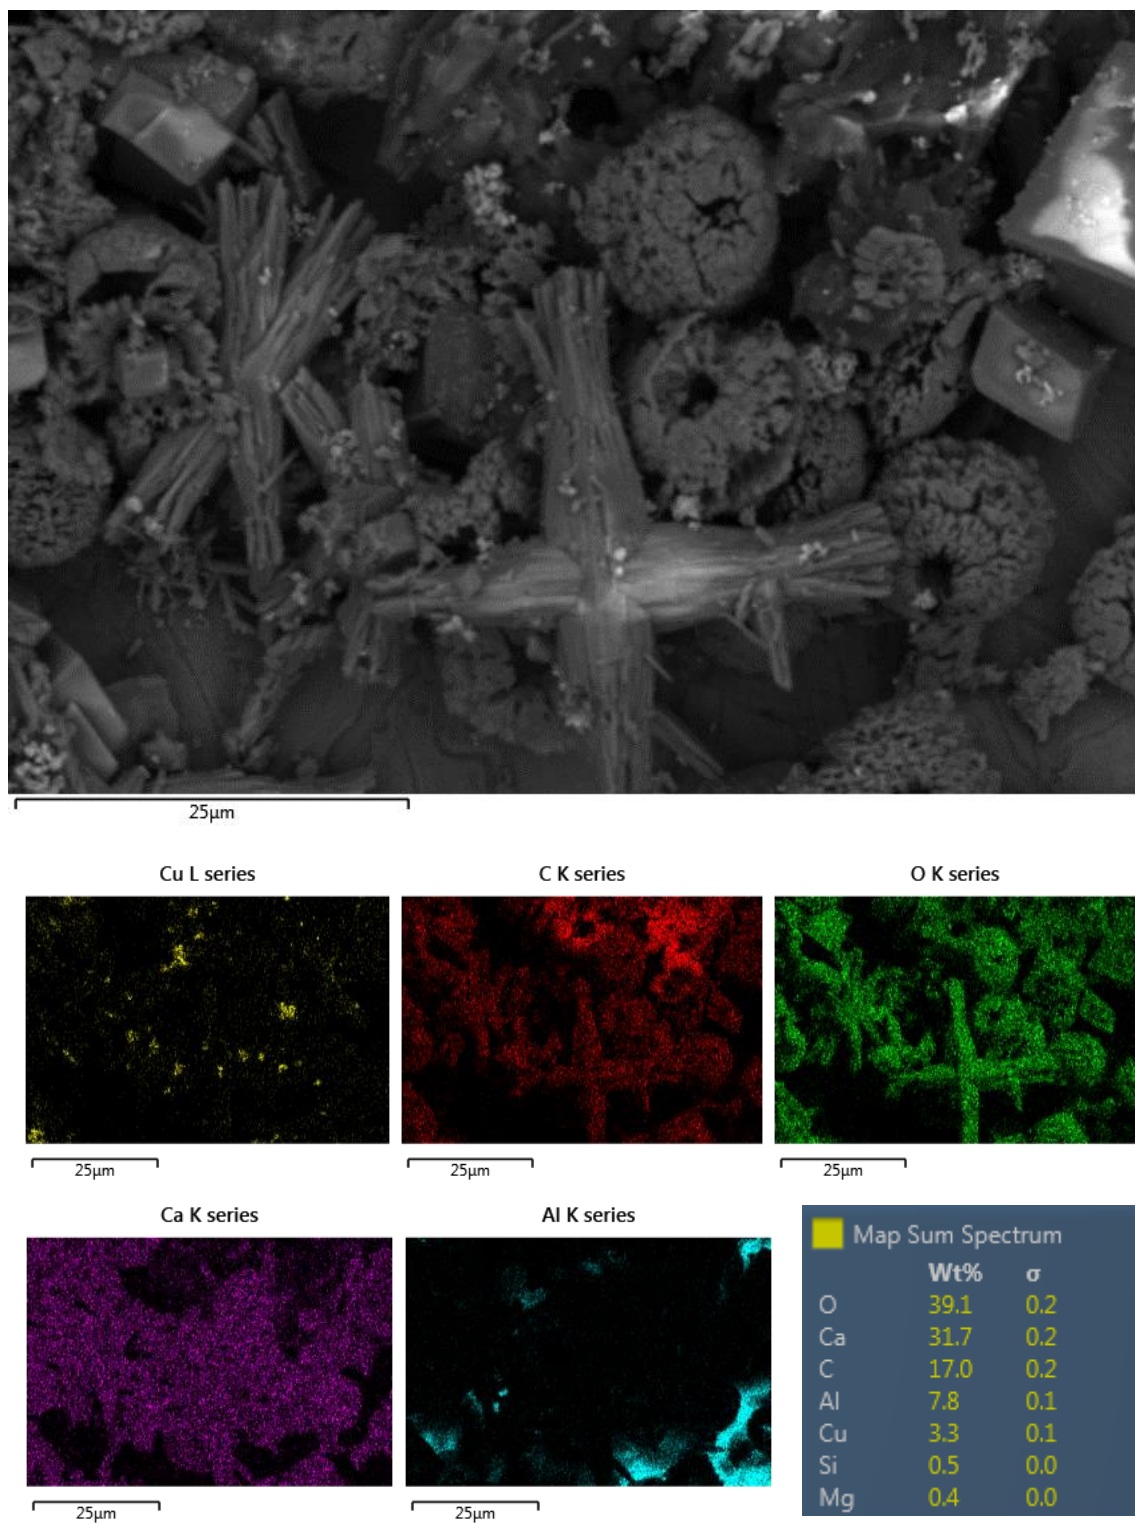 25µm
Cu L series
C K series
O K series
25µm
25µm
25µm
Ca K series
Al K series
25µm
25µm
Map Sum Spectrum
Wt% σ
O 39.1 0.2
Ca 31.7 0.2
C 17.0 0.2
Al 7.8 0.1
Cu 3.3 0.1
Si 0.5 0.0
Mg 0.4 0.0